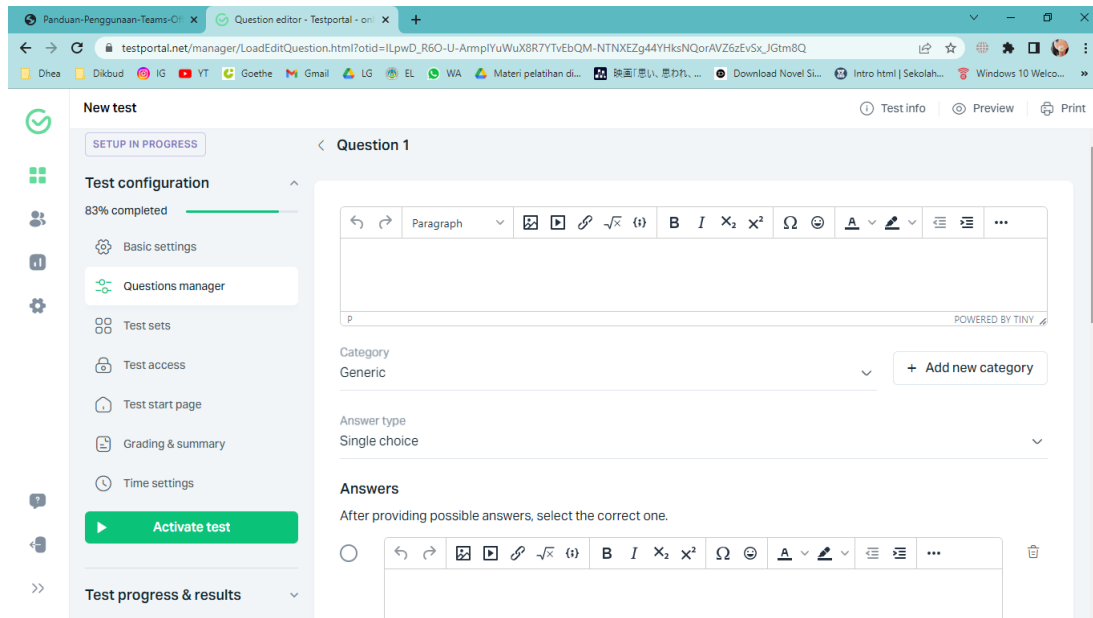 Panduan-Penggunaan-Teams-Of
Question editor - Testportal - onl
testportal.net/manager/LoadEditQuestion.html?otid=ILpwD_R6O-U-ArmpIYuWuX8R7YTvEbQM-NTNXEZg44YHksNQorAVZ6zEvSx_JGtm8Q
Dhea Dikbud IG YT Goethe Gmail LG EL WA Materi pelatihan di... 映画『思い、思われ、... Download Novel Si... Intro html | Sekolah... Windows 10 Welco... »
New test
Test info Preview Print
SETUP IN PROGRESS
Question 1
Test configuration
83% completed
Paragraph
B I X₂ X² Ω A
Basic settings
Questions manager
P POWERED BY TINY
Test sets
Category
Generic
+ Add new category
Test access
Test start page
Answer type
Single choice
Grading & summary
Time settings
Answers
After providing possible answers, select the correct one.
Activate test
B I X₂ X² Ω A
Test progress & results